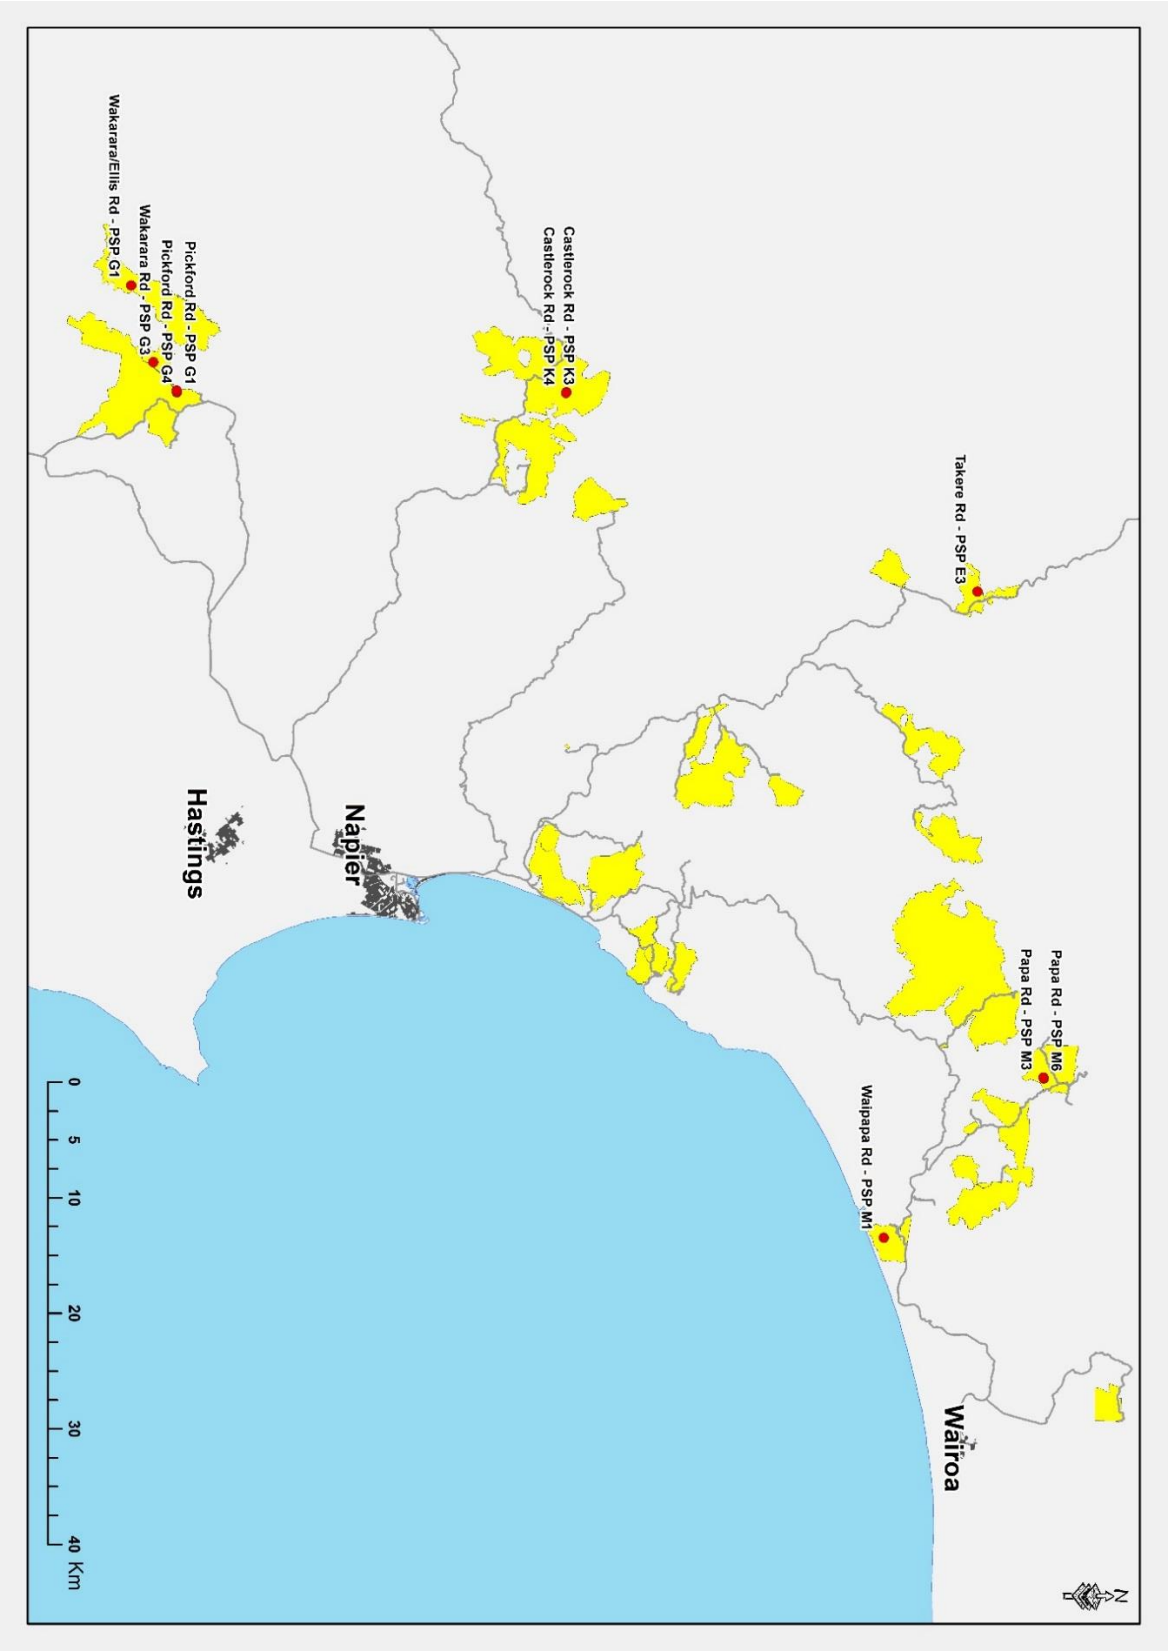 N
Papa Rd - PSP M6
Papa Rd - PSP M3
Takere Rd - PSP E3
Wairoa
Waipapa Rd - PSP M1
Castlerock Rd - PSP K3
Castlerock Rd - PSP K4
Napier
Pickford Rd - PSP G1
Pickford Rd - PSP G4
Wakarara Rd - PSP G3
Wakarara/Ellis Rd - PSP G1
Hastings
0 5 10 20 30 40 Km